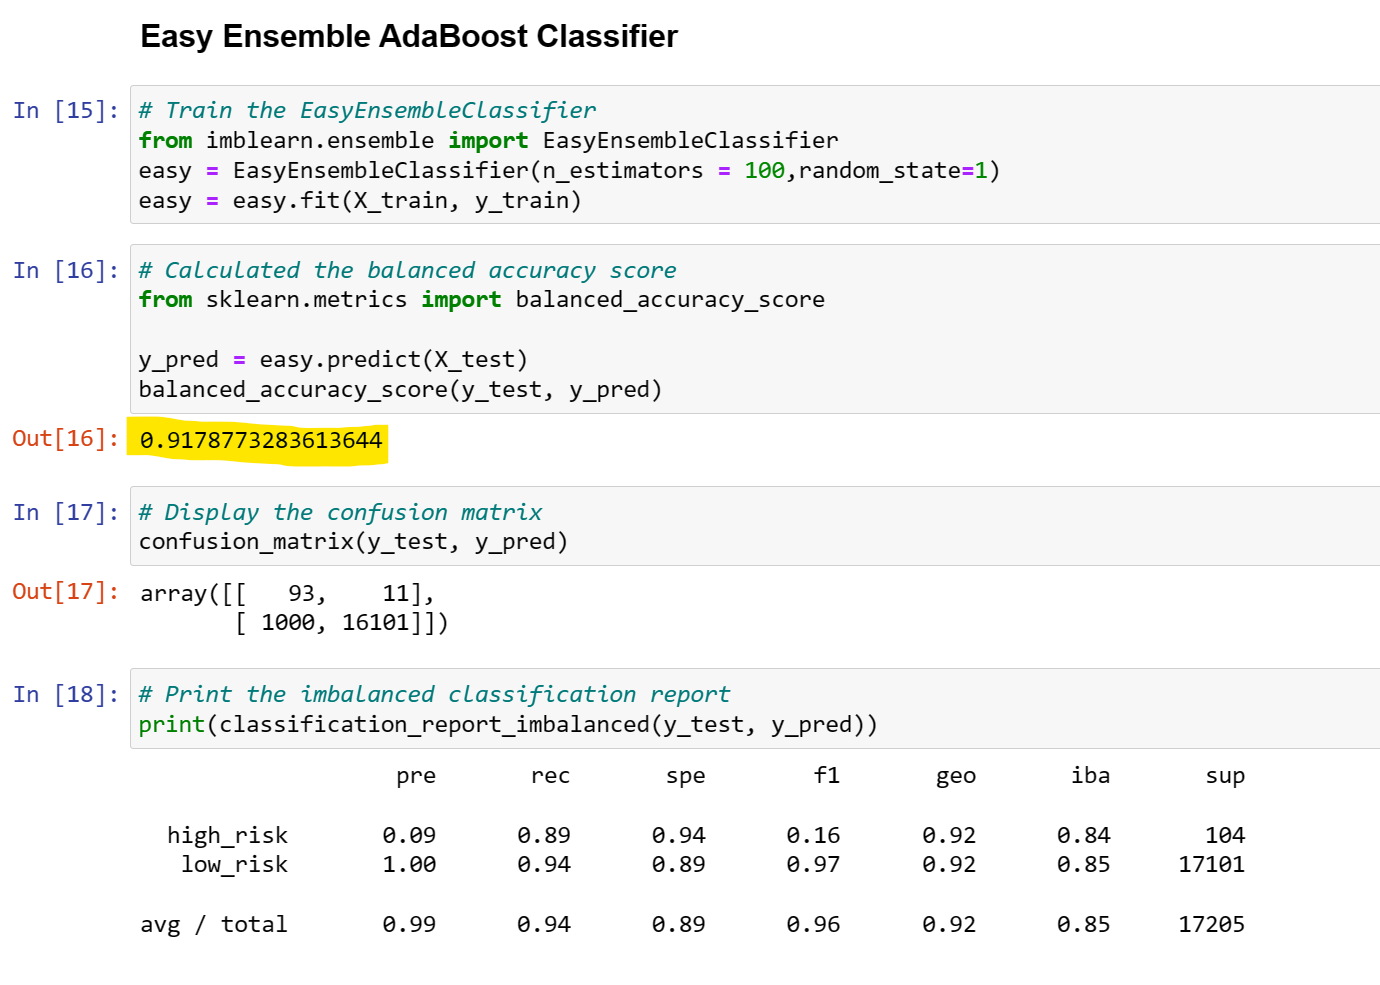 Easy Ensemble AdaBoost Classifier
In [15]: # Train the EasyEnsembleClassifier
from imblearn.ensemble import EasyEnsembleClassifier
easy = EasyEnsembleClassifier(n_estimators = 100,random_state=1)
easy = easy.fit(X_train, y_train)
In [16]: # Calculated the balanced accuracy score
from sklearn.metrics import balanced_accuracy_score
y_pred = easy.predict(X_test)
balanced_accuracy_score(y_test, y_pred)
Out[16]: 0.9178773283613644
In [17]: # Display the confusion matrix
confusion_matrix(y_test, y_pred)
Out[17]: array([[   93,    11],
       [ 1000, 16101]])
In [18]: # Print the imbalanced classification report
print(classification_report_imbalanced(y_test, y_pred))
pre rec spe f1 geo iba sup
high_risk 0.09 0.89 0.94 0.16 0.92 0.84 104
low_risk 1.00 0.94 0.89 0.97 0.92 0.85 17101
avg / total 0.99 0.94 0.89 0.96 0.92 0.85 17205